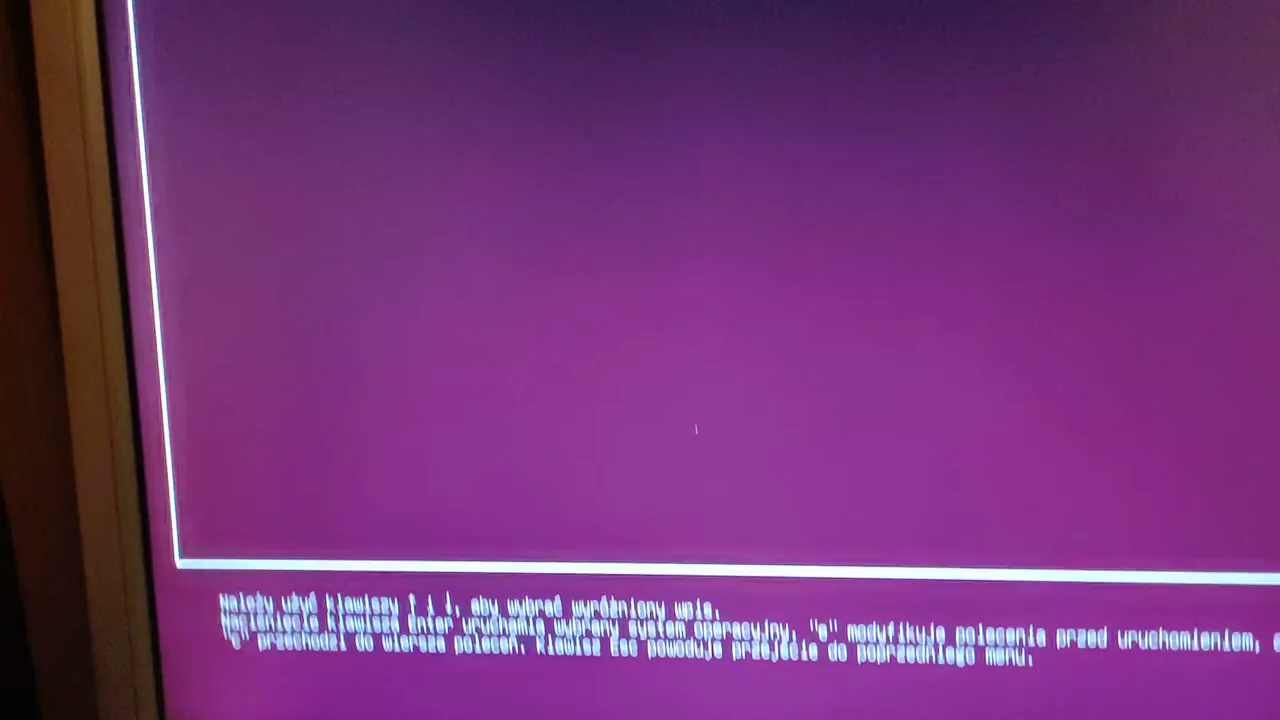 Należy użyć klawiszy ↑ i ↓, aby wybrać wyróżniony wpis.
Naciśnięcie klawisza Enter uruchamia wybrany system operacyjny, "e" modyfikuje polecenia przed uruchomieniem,
"c" przechodzi do wiersza poleceń. Klawisz Esc powoduje przejście do poprzedniego menu.